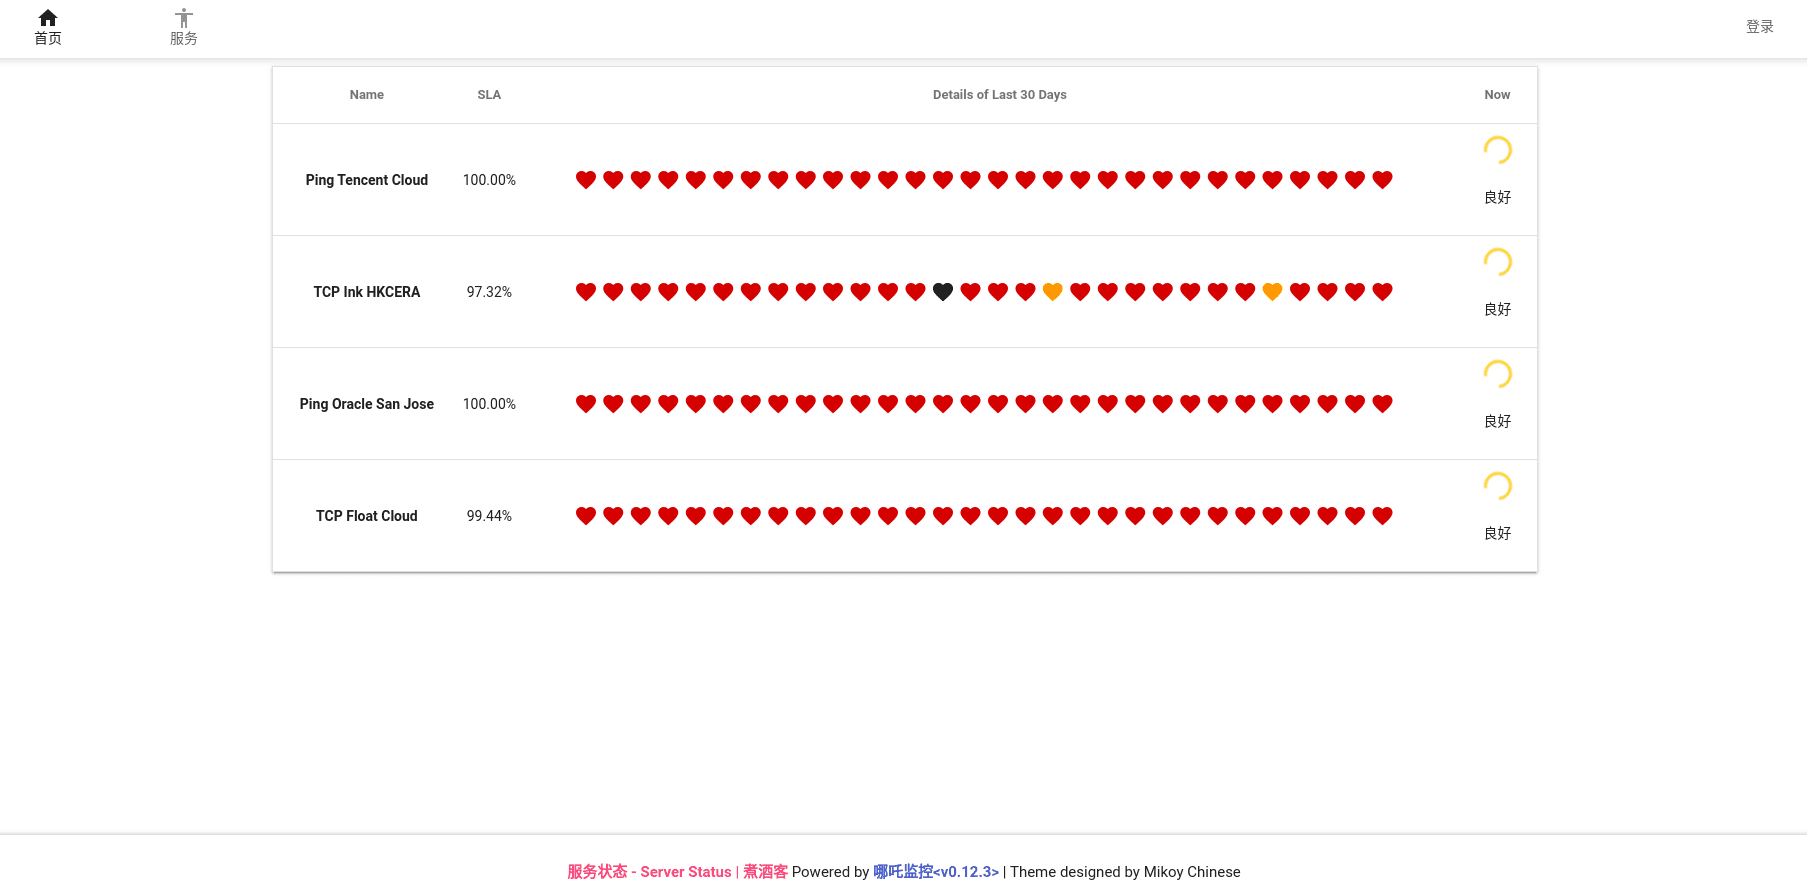 首页
服务
登录
Name SLA Details of Last 30 Days Now
Ping Tencent Cloud 100.00% 良好
TCP Ink HKCERA 97.32% 良好
Ping Oracle San Jose 100.00% 良好
TCP Float Cloud 99.44% 良好
服务状态 - Server Status | 煮酒客 Powered by 哪吒监控<v0.12.3> | Theme designed by Mikoy Chinese